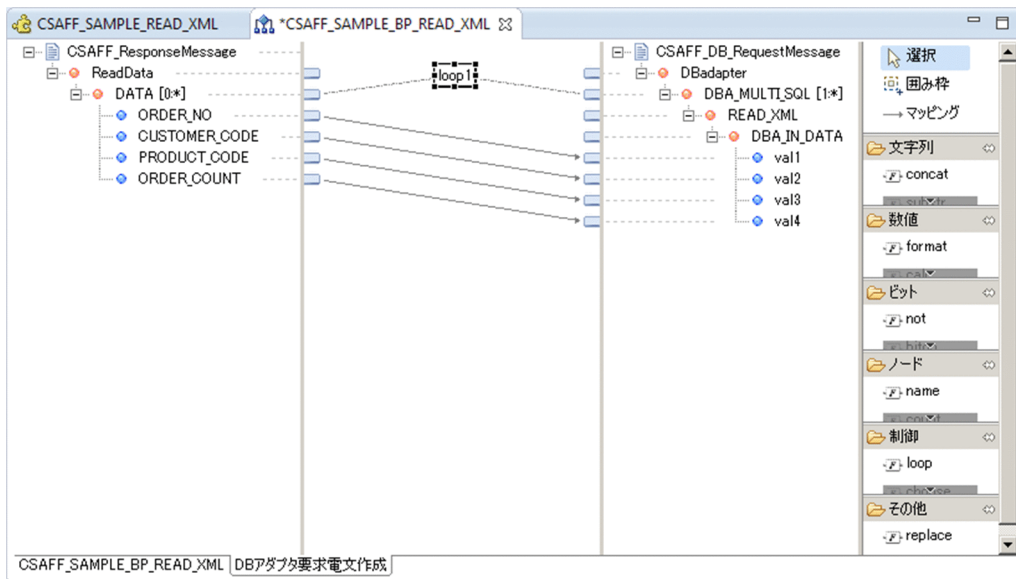 CSAFF_SAMPLE_READ_XML
*CSAFF_SAMPLE_BP_READ_XML
CSAFF_ResponseMessage
ReadData
DATA [0:*]
ORDER_NO
CUSTOMER_CODE
PRODUCT_CODE
ORDER_COUNT
loop1
CSAFF_DB_RequestMessage
DBadapter
DBA_MULTI_SQL [1:*]
READ_XML
DBA_IN_DATA
val1
val2
val3
val4
選択
囲み枠
マッピング
文字列
concat
数値
format
ビット
not
ノード
name
制御
loop
その他
replace
CSAFF_SAMPLE_BP_READ_XML
DBアダプタ要求電文作成